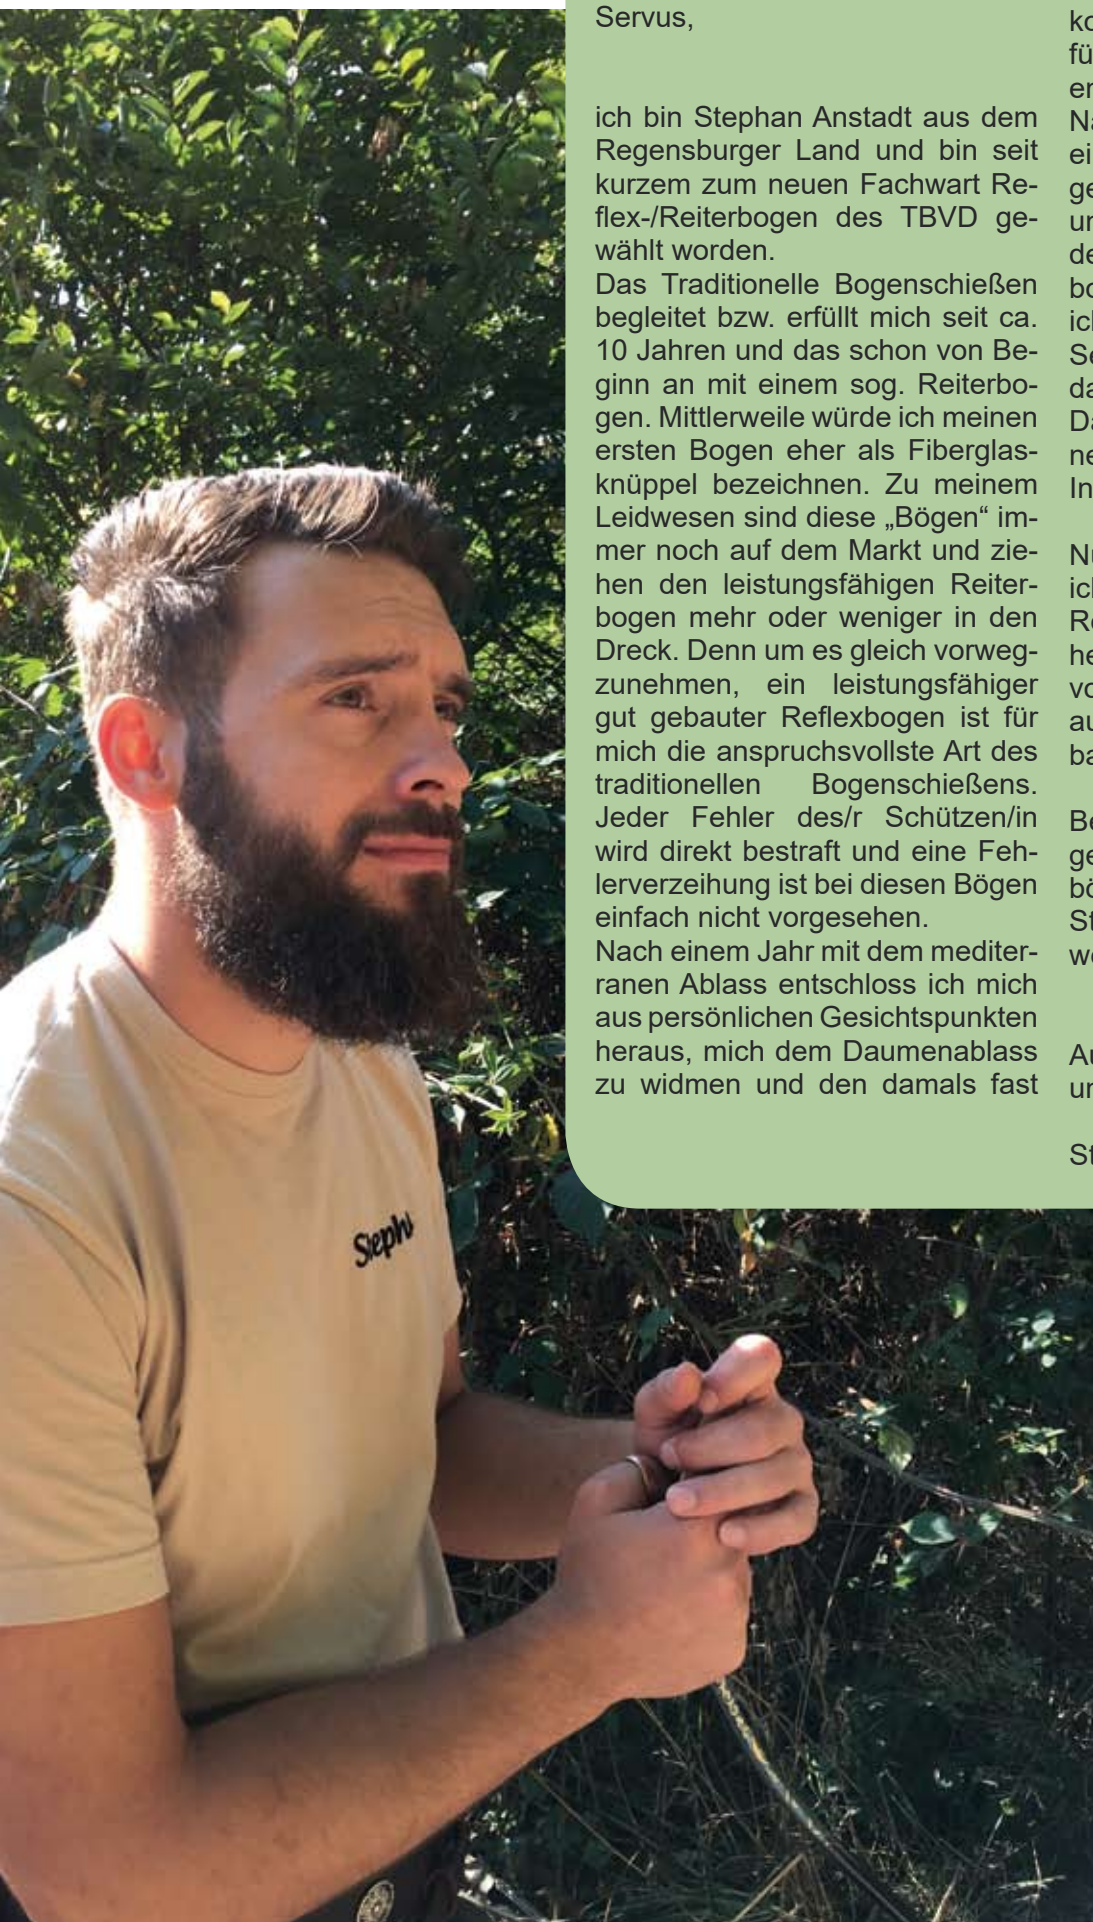 Servus,
ich bin Stephan Anstadt aus dem
Regensburger Land und bin seit
kurzem zum neuen Fachwart Re-
flex-/Reiterbogen des TBVD ge-
wählt worden.
Das Traditionelle Bogenschießen
begleitet bzw. erfüllt mich seit ca.
10 Jahren und das schon von Be-
ginn an mit einem sog. Reiterbo-
gen. Mittlerweile würde ich meinen
ersten Bogen eher als Fiberglas-
knüppel bezeichnen. Zu meinem
Leidwesen sind diese „Bögen“ im-
mer noch auf dem Markt und zie-
hen den leistungsfähigen Reiter-
bogen mehr oder weniger in den
Dreck. Denn um es gleich vorweg-
zunehmen, ein leistungsfähiger
gut gebauter Reflexbogen ist für
mich die anspruchsvollste Art des
traditionellen Bogenschießens.
Jeder Fehler des/r Schützen/in
wird direkt bestraft und eine Feh-
lerverzeihung ist bei diesen Bögen
einfach nicht vorgesehen.
Nach einem Jahr mit dem mediter-
ranen Ablass entschloss ich mich
aus persönlichen Gesichtspunkten
heraus, mich dem Daumenablass
zu widmen und den damals fast
Steph